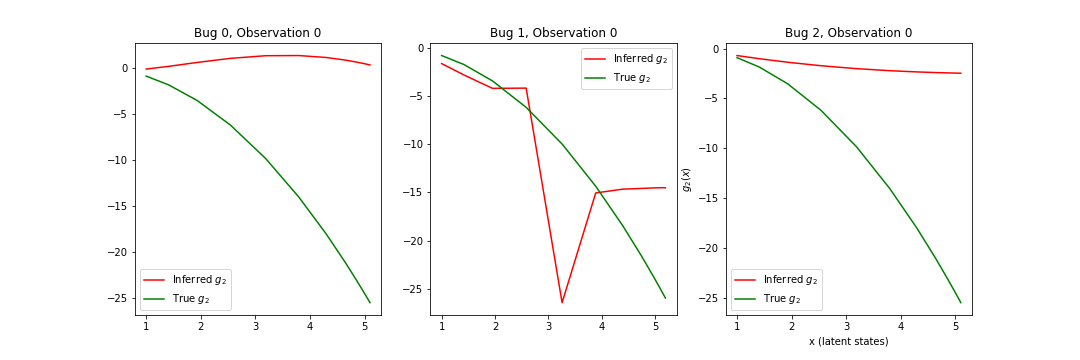 Bug 0, Observation 0
0
−5
−10
−15
−20
−25
1 2 3 4 5
Inferred g₂
True g₂
Bug 1, Observation 0
0
−5
−10
−15
−20
−25
1 2 3 4 5
Inferred g₂
True g₂
Bug 2, Observation 0
g₂(x)
0
−5
−10
−15
−20
−25
1 2 3 4 5
x (latent states)
Inferred g₂
True g₂